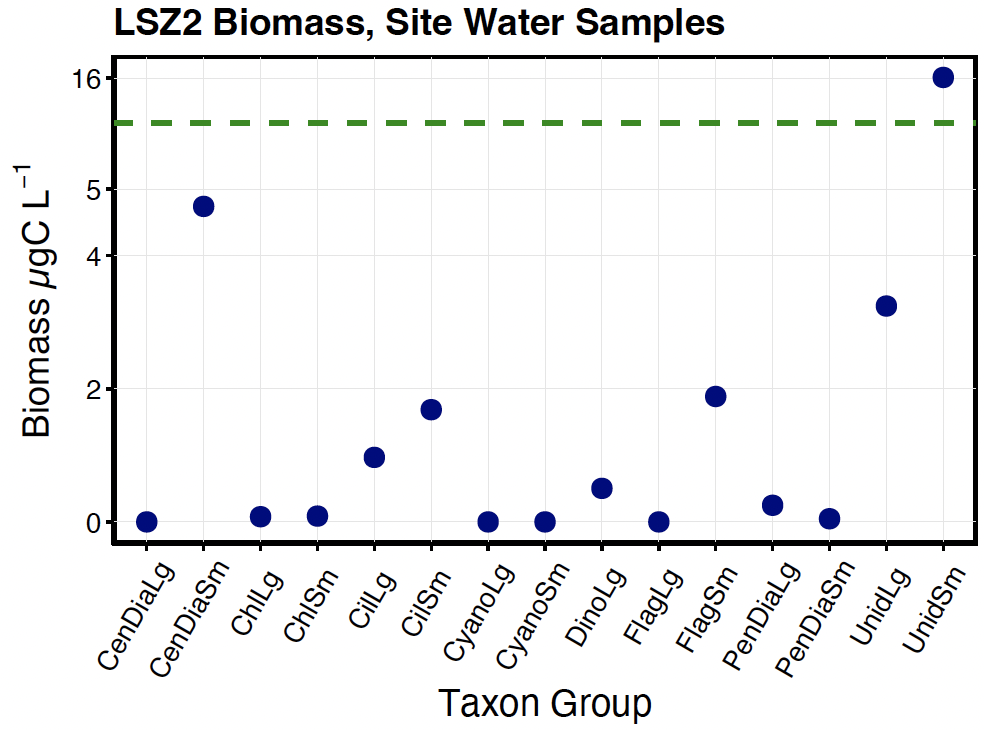 LSZ2 Biomass, Site Water Samples
Biomass µgC L⁻¹
16
5
4
2
0
CenDiaLg
CenDiaSm
ChlLg
ChlSm
CilLg
CilSm
CyanoLg
CyanoSm
DinoLg
FlagLg
FlagSm
PenDiaLg
PenDiaSm
UnidLg
UnidSm
Taxon Group